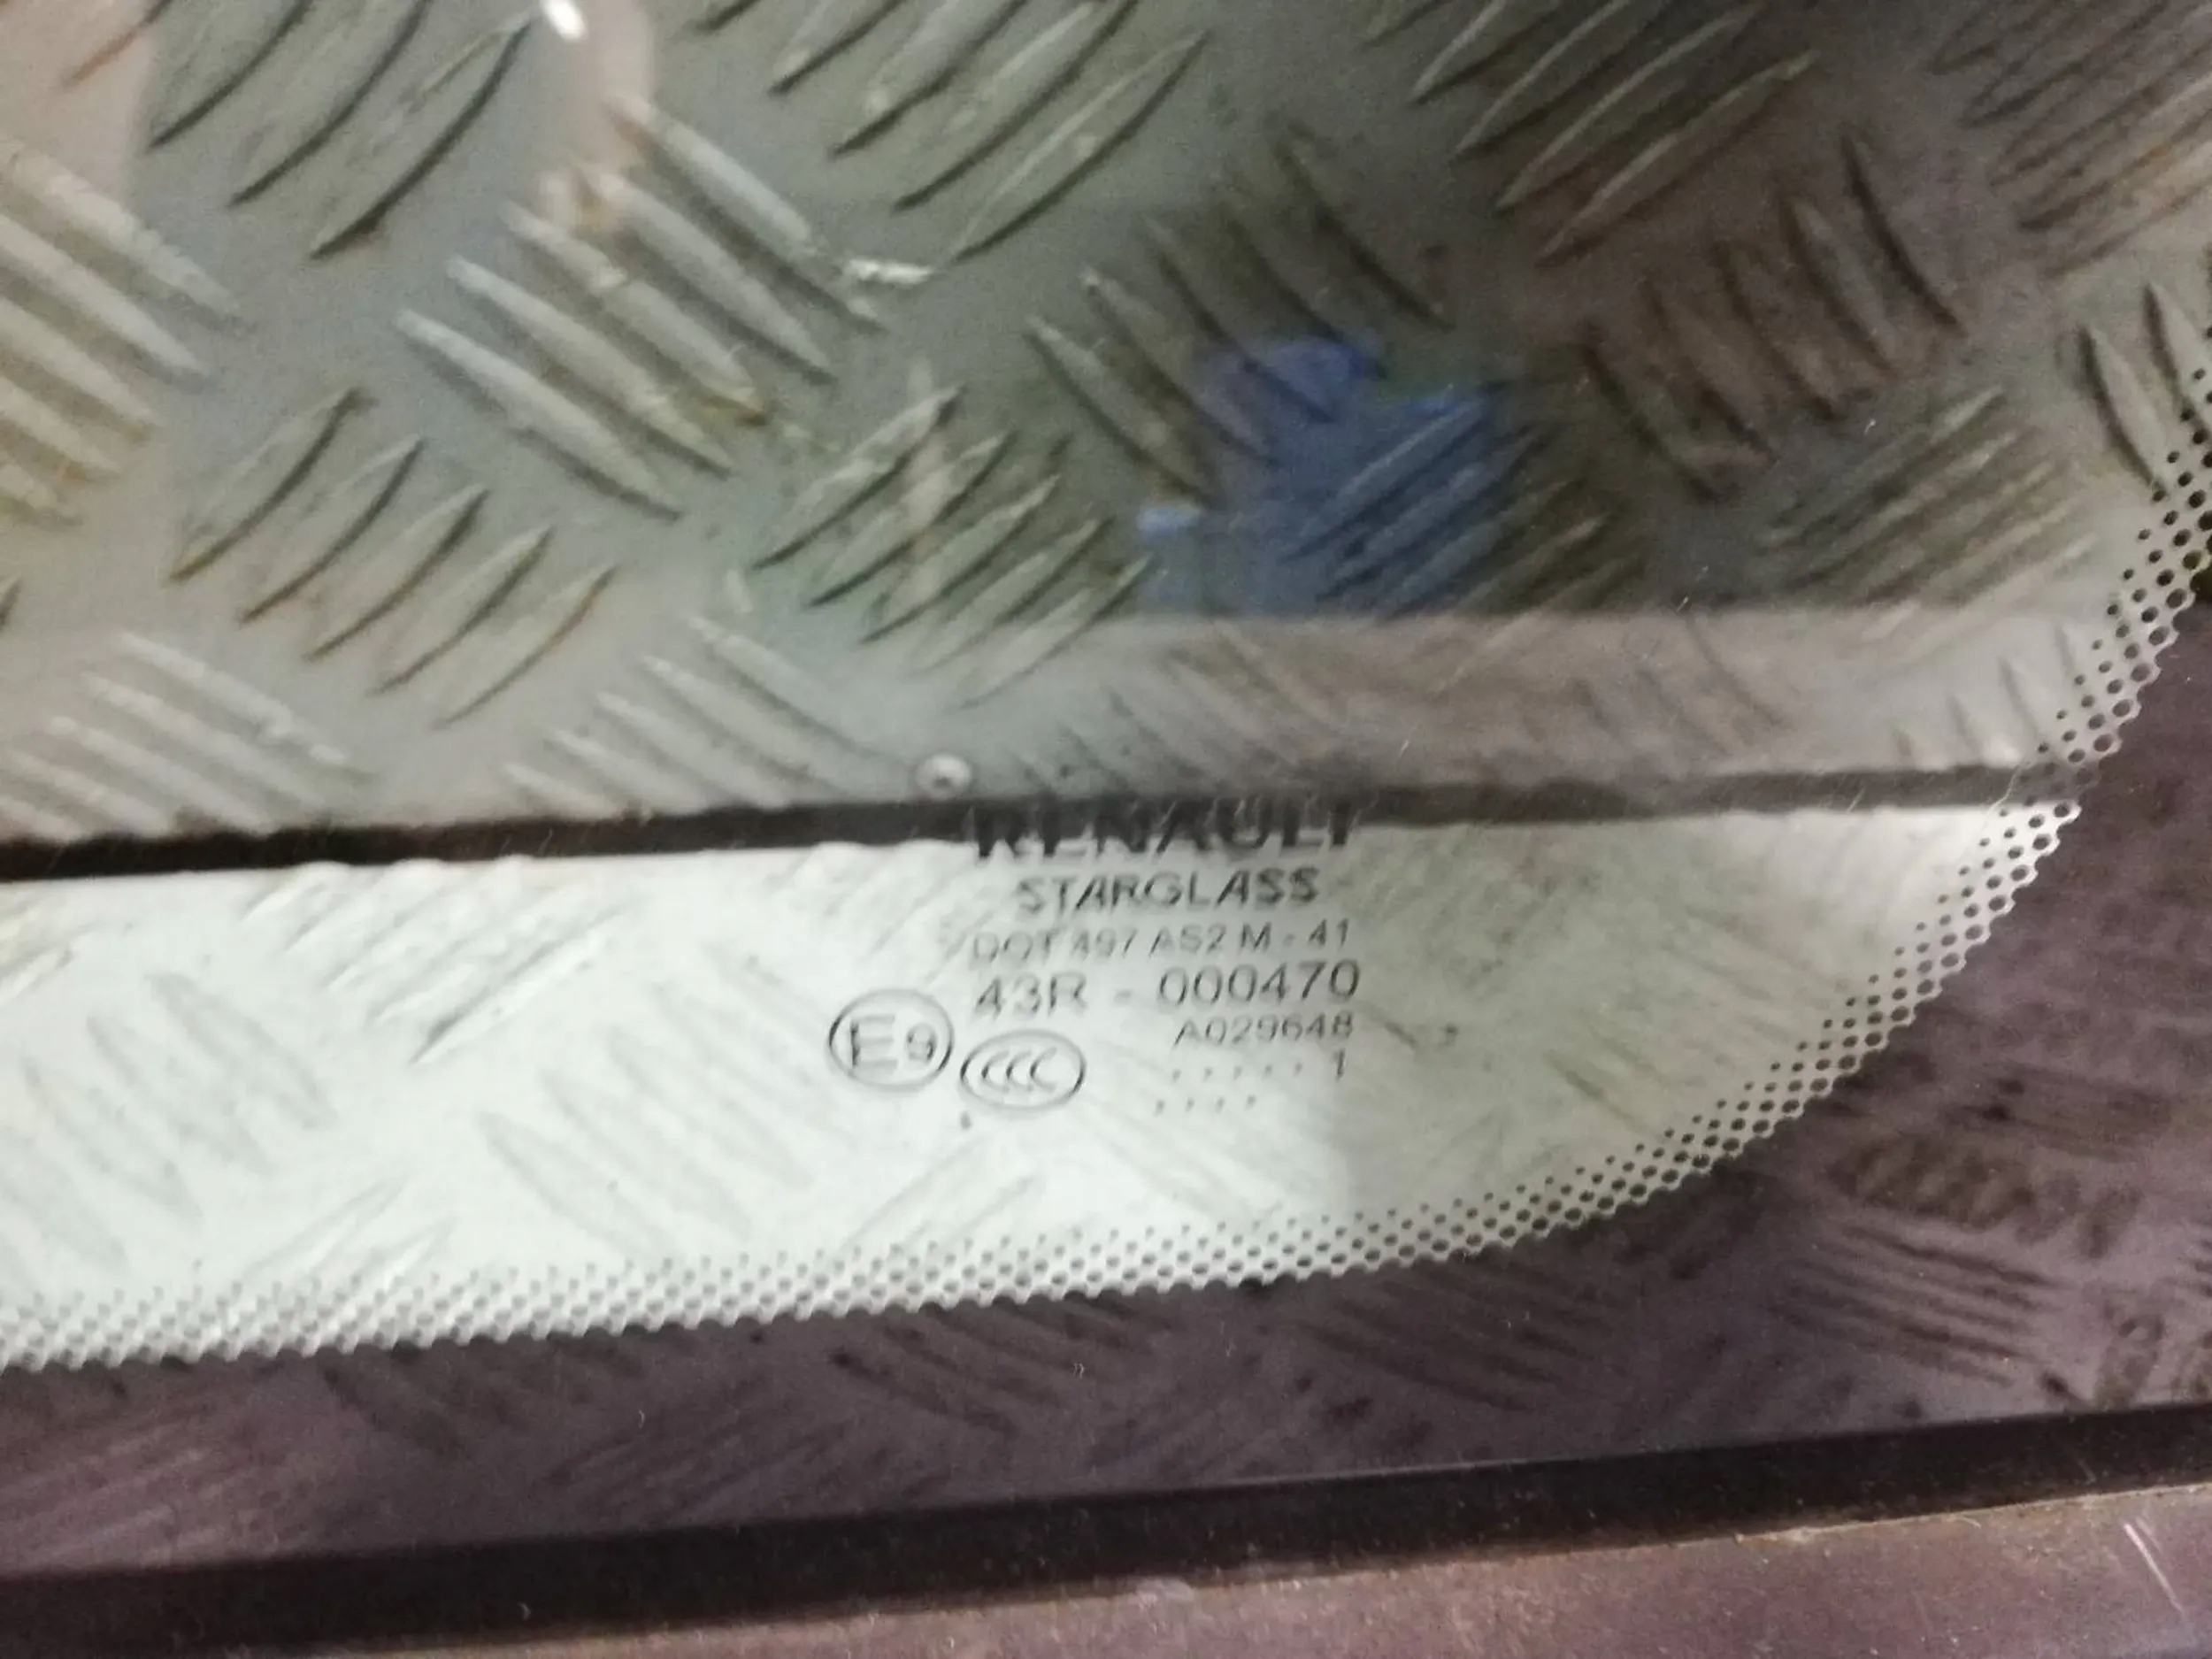 RENAULT
STARGLASS
DOT 497 AS2 M - 41
43R - 000470
E9
CCC
A029648
. . . . . . 1
. . . .